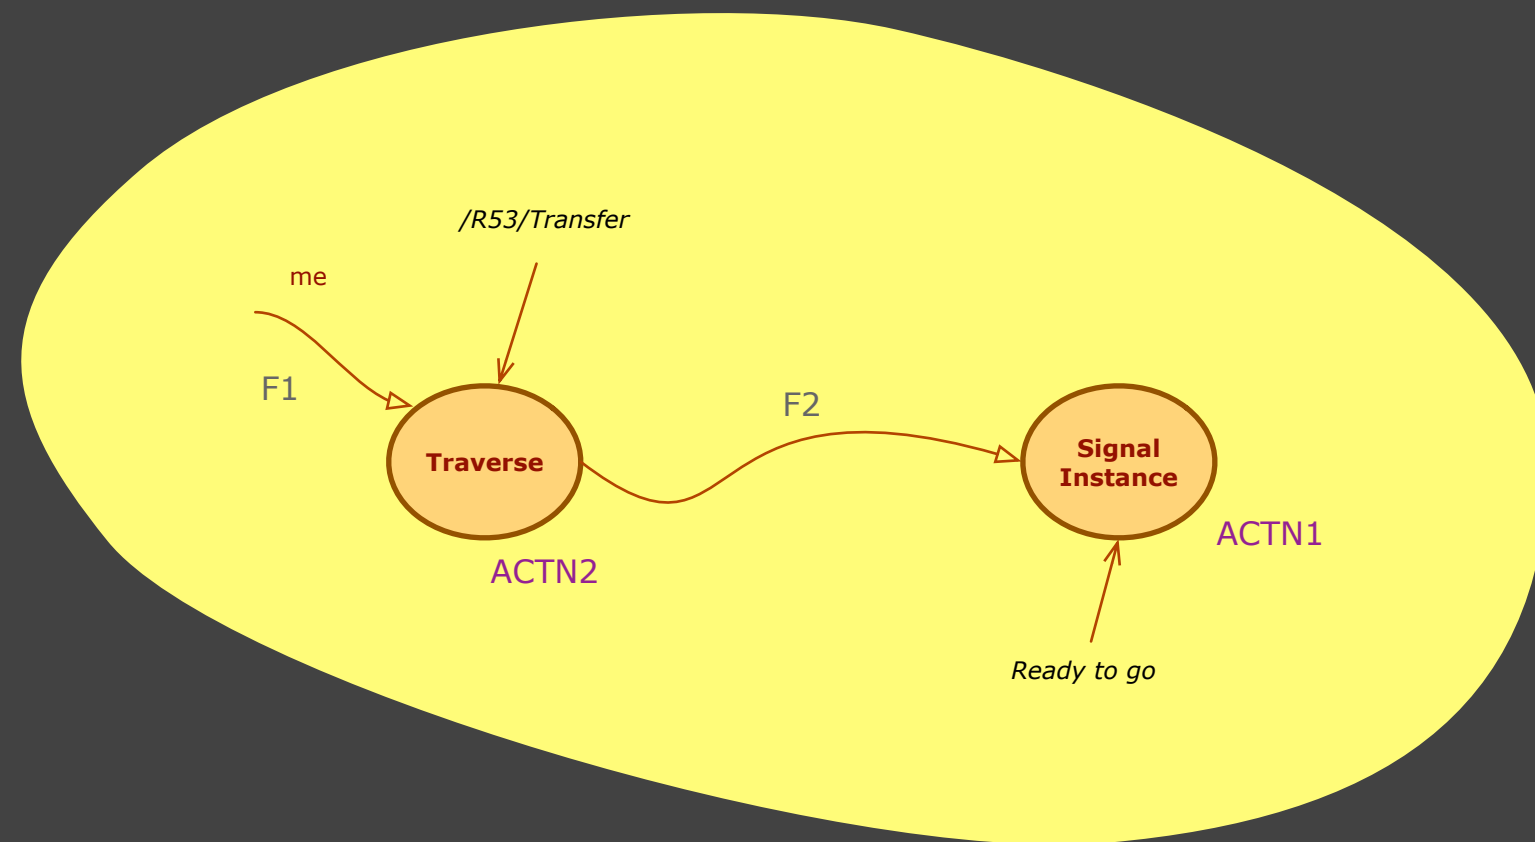 /R53/Transfer
me
F1
F2
Traverse
Signal
Instance
ACTN1
ACTN2
Ready to go